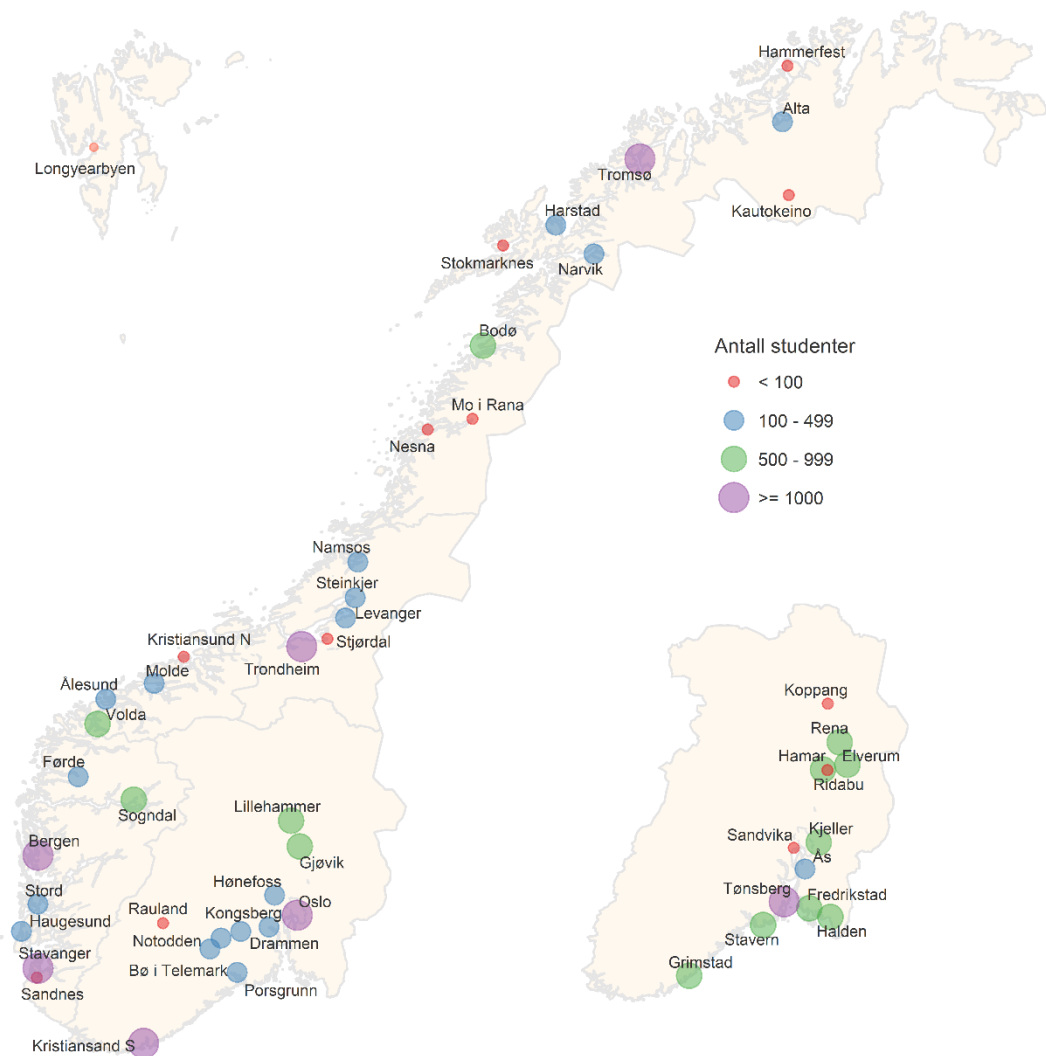 Hammerfest
Alta
Longyearbyen
Tromsø
Kautokeino
Harstad
Stokmarknes
Narvik
Bodø
Antall studenter
< 100
100 - 499
500 - 999
>= 1000
Mo i Rana
Nesna
Namsos
Steinkjer
Levanger
Kristiansund N
Stjørdal
Trondheim
Molde
Ålesund
Volda
Førde
Sogndal
Lillehammer
Bergen
Gjøvik
Hønefoss
Stord
Rauland
Kongsberg
Oslo
Haugesund
Notodden
Drammen
Stavanger
Bø i Telemark
Sandnes
Porsgrunn
Kristiansand S
Koppang
Rena
Hamar
Elverum
Ridabu
Kjeller
Sandvika
Ås
Tønsberg
Fredrikstad
Halden
Stavern
Grimstad